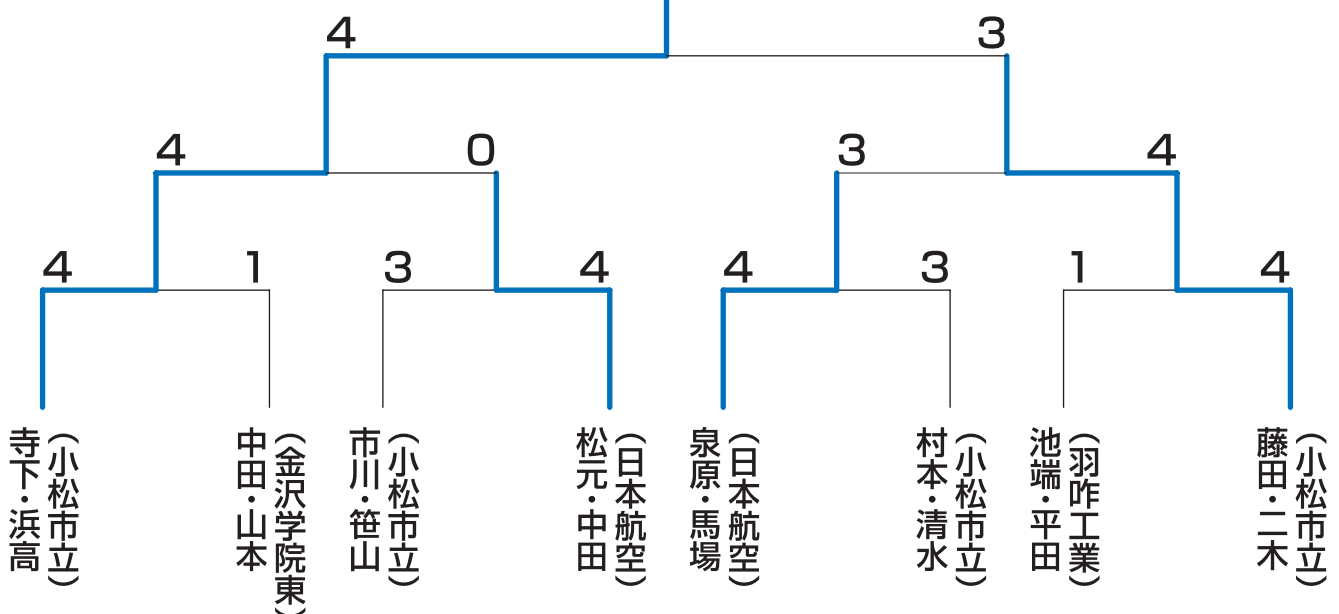 4 3
4 0 3 4
4 1 3 4 4 3 1 4
寺下・浜高
(小松市立)
中田・山本
(金沢学院東)
市川・笹山
(小松市立)
松元・中田
(日本航空)
泉原・馬場
(日本航空)
村本・清水
(小松市立)
池端・平田
(羽咋工業)
藤田・二木
(小松市立)